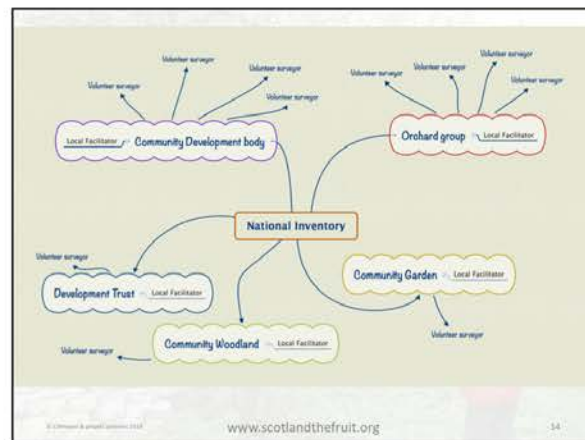 Volunteer surveyor
Volunteer surveyor
Volunteer surveyor
Volunteer surveyor
Local Facilitator
Community Development body
Volunteer surveyor
Volunteer surveyor
Volunteer surveyor
Volunteer surveyor
Orchard group
Local Facilitator
National Inventory
Volunteer surveyor
Development Trust
Local Facilitator
Community Garden
Local Facilitator
Volunteer surveyor
Volunteer surveyor
Community Woodland
Local Facilitator
www.scotlandthefruit.org
14